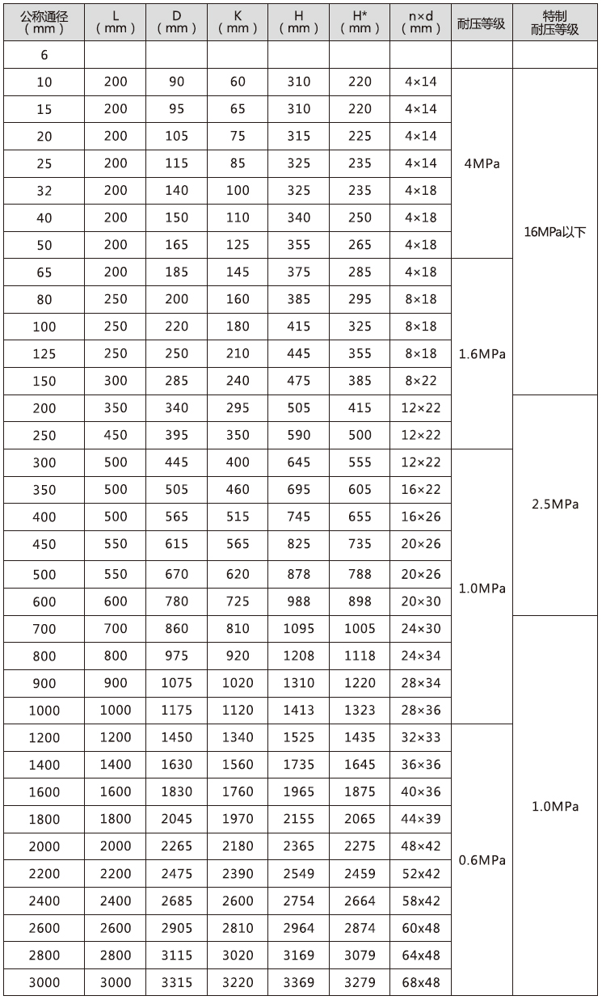 公称通径 L D K H H* n×d 耐压等级 特制
(mm) (mm) (mm) (mm) (mm) (mm) (mm) 耐压等级
6
10 200 90 60 310 220 4×14
15 200 95 65 310 220 4×14
20 200 105 75 315 225 4×14
25 200 115 85 325 235 4×14 4MPa
32 200 140 100 325 235 4×18
40 200 150 110 340 250 4×18
50 200 165 125 355 265 4×18 16MPa以下
65 200 185 145 375 285 4×18
80 250 200 160 385 295 8×18
100 250 220 180 415 325 8×18
125 250 250 210 445 355 8×18 1.6MPa
150 300 285 240 475 385 8×22
200 350 340 295 505 415 12×22
250 450 395 350 590 500 12×22
300 500 445 400 645 555 12×22
350 500 505 460 695 605 16×22 2.5MPa
400 500 565 515 745 655 16×26
450 550 615 565 825 735 20×26
500 550 670 620 878 788 20×26 1.0MPa
600 600 780 725 988 898 20×30
700 700 860 810 1095 1005 24×30
800 800 975 920 1208 1118 24×34
900 900 1075 1020 1310 1220 28×34
1000 1000 1175 1120 1413 1323 28×36
1200 1200 1450 1340 1525 1435 32×33
1400 1400 1630 1560 1735 1645 36×36
1600 1600 1830 1760 1965 1875 40×36 1.0MPa
1800 1800 2045 1970 2155 2065 44×39
2000 2000 2265 2180 2365 2275 48×42 0.6MPa
2200 2200 2475 2390 2549 2459 52x42
2400 2400 2685 2600 2754 2664 58x42
2600 2600 2905 2810 2964 2874 60x48
2800 2800 3115 3020 3169 3079 64x48
3000 3000 3315 3220 3369 3279 68x48